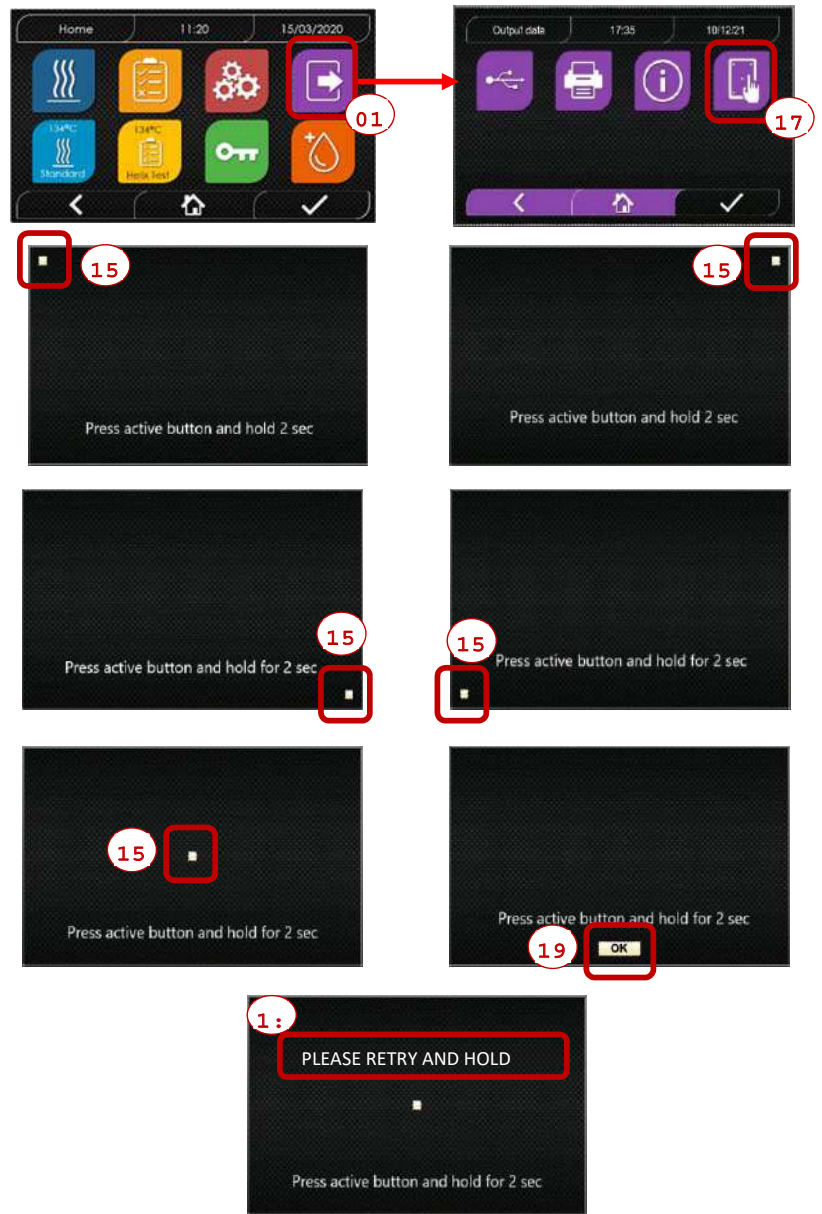 Home 11:20 15/03/2020
Output data 17:35 10/12/21
01
17
134°C
Standard
134°C
Helix Test
15
Press active button and hold 2 sec
15
Press active button and hold 2 sec
15
Press active button and hold for 2 sec
15
Press active button and hold for 2 sec
15
Press active button and hold for 2 sec
Press active button and hold for 2 sec
19
OK
1:
PLEASE RETRY AND HOLD
Press active button and hold for 2 sec